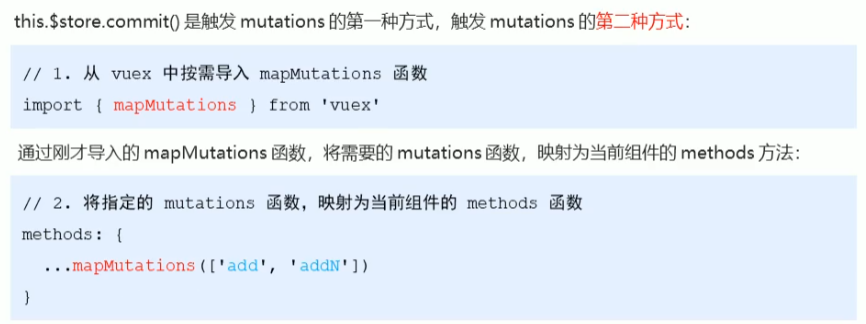 this.$store.commit() 是触发 mutations 的第一种方式，触发 mutations 的第二种方式：
// 1. 从 vuex 中按需导入 mapMutations 函数
import { mapMutations } from 'vuex'
通过刚才导入的 mapMutations 函数，将需要的 mutations 函数，映射为当前组件的 methods 方法：
// 2. 将指定的 mutations 函数，映射为当前组件的 methods 函数
methods: {
  ...mapMutations(['add', 'addN'])
}